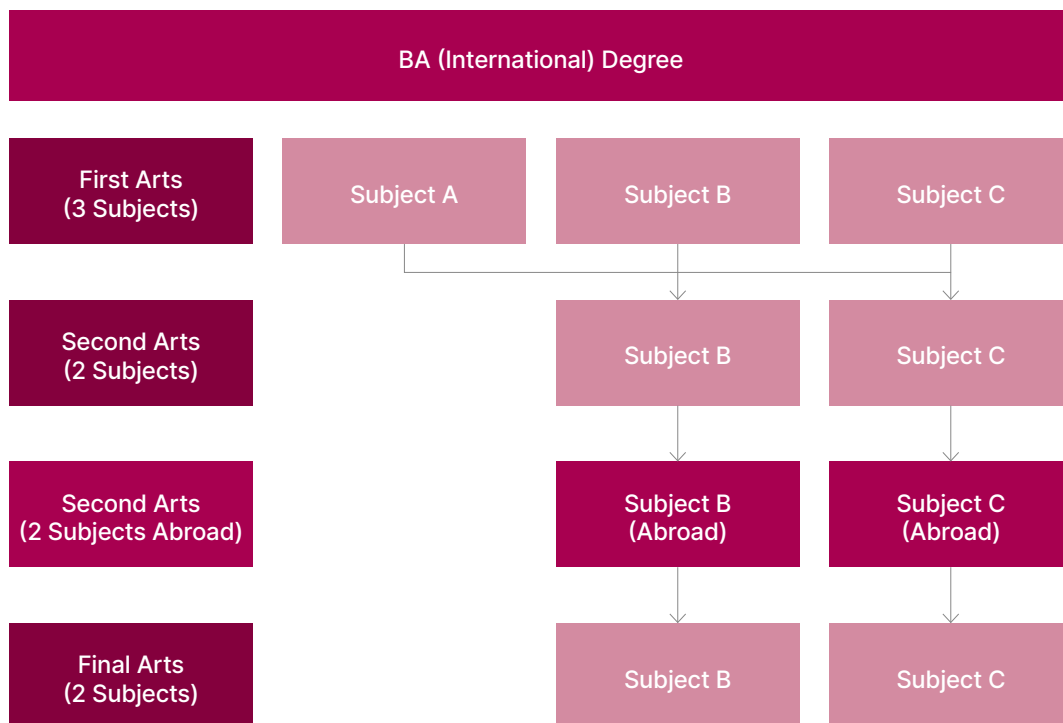 BA (International) Degree
First Arts
(3 Subjects)
Subject A
Subject B
Subject C
Second Arts
(2 Subjects)
Subject B
Subject C
Second Arts
(2 Subjects Abroad)
Subject B
(Abroad)
Subject C
(Abroad)
Final Arts
(2 Subjects)
Subject B
Subject C